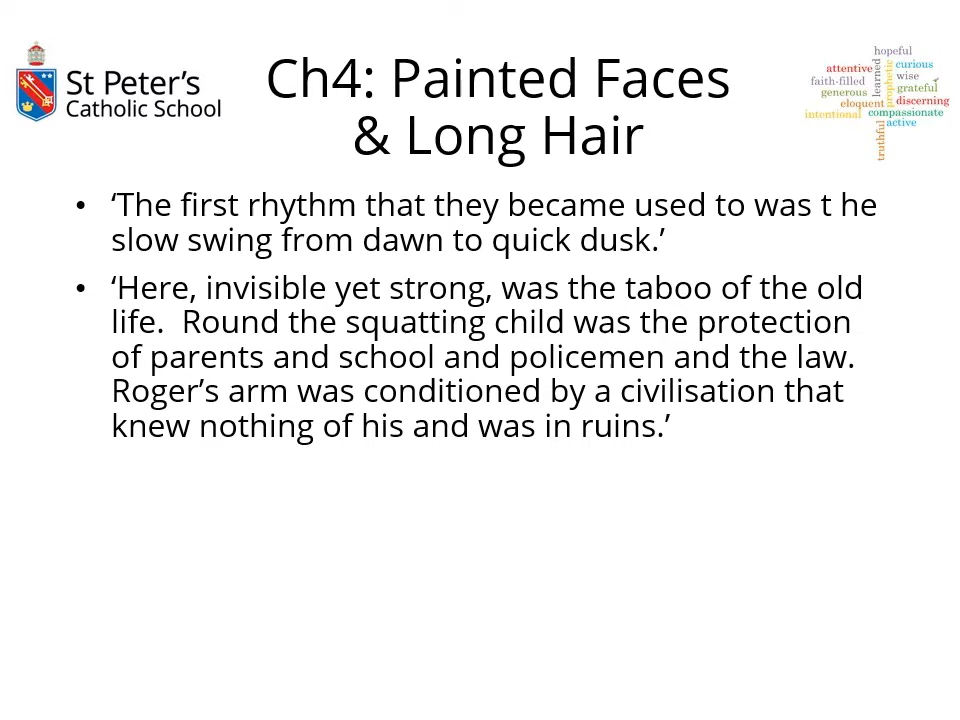 St Peter's
Catholic School
Ch4: Painted Faces
& Long Hair
hopeful
attentive
learned
prophetic
curious
faith-filled
wise
generous
grateful
eloquent
discerning
intentional
compassionate
truthful
active
• ‘The first rhythm that they became used to was t he
slow swing from dawn to quick dusk.’
• ‘Here, invisible yet strong, was the taboo of the old
life.  Round the squatting child was the protection
of parents and school and policemen and the law.
Roger’s arm was conditioned by a civilisation that
knew nothing of his and was in ruins.’